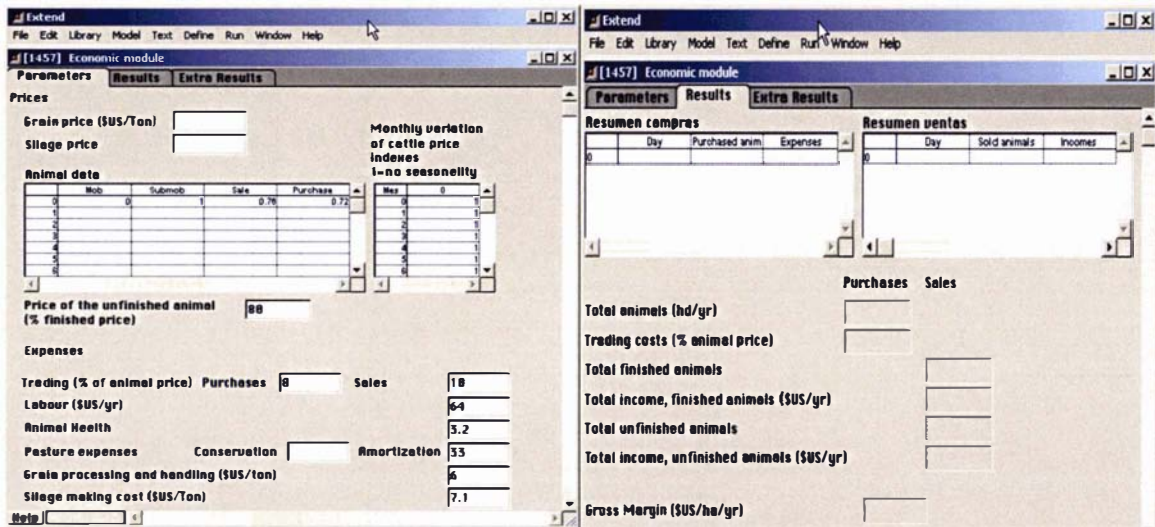 Extend
File Edit Library Model Text Define Run Window Help
[1457] Economic module
Parameters Results Extra Results
Prices
Grain price ($US/Ton)
Silage price
Monthly variation
of cattle price
indexes
1=no seasonality
Animal data
Mob Submob Sale Purchase
0 0 1 0.76 0.72
1
2
3
4
5
6
Mes 0
0 1
1 1
2 1
3 1
4 1
5 1
6 1
Price of the unfinished animal
(% finished price)
88
Expenses
Trading (% of animal price) Purchases 8 Sales 18
Labour ($US/yr) 64
Animal Health 3.2
Pasture expenses Conservation Amortization 33
Grain processing and handling ($US/ton) 6
Silage making cost ($US/Ton) 7.1
Help
Extend
File Edit Library Model Text Define Run Window Help
[1457] Economic module
Parameters Results Extra Results
Resumen compras
Day Purchased anim Expenses
0
Resumen ventas
Day Sold animals Incomes
0
Purchases Sales
Total animals (hd/yr)
Trading costs (% animal price)
Total finished animals
Total income, finished animals ($US/yr)
Total unfinished animals
Total income, unfinished animals ($US/yr)
Gross Margin ($US/ha/yr)